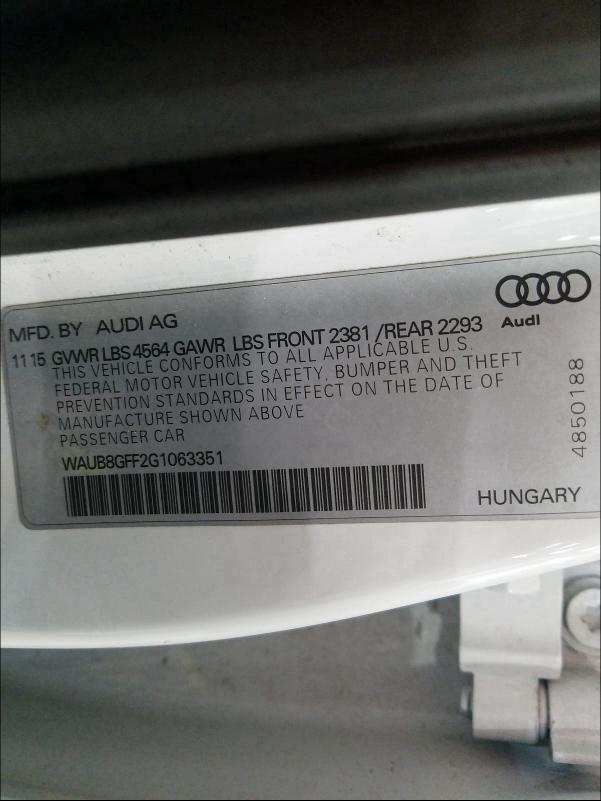 MFD. BY AUDI AG
Audi
11 15 GVWR LBS 4564 GAWR LBS FRONT 2381 /REAR 2293
THIS VEHICLE CONFORMS TO ALL APPLICABLE U.S.
FEDERAL MOTOR VEHICLE SAFETY, BUMPER AND THEFT
PREVENTION STANDARDS IN EFFECT ON THE DATE OF
MANUFACTURE SHOWN ABOVE
PASSENGER CAR
WAUB8GFF2G1063351
HUNGARY
4850188